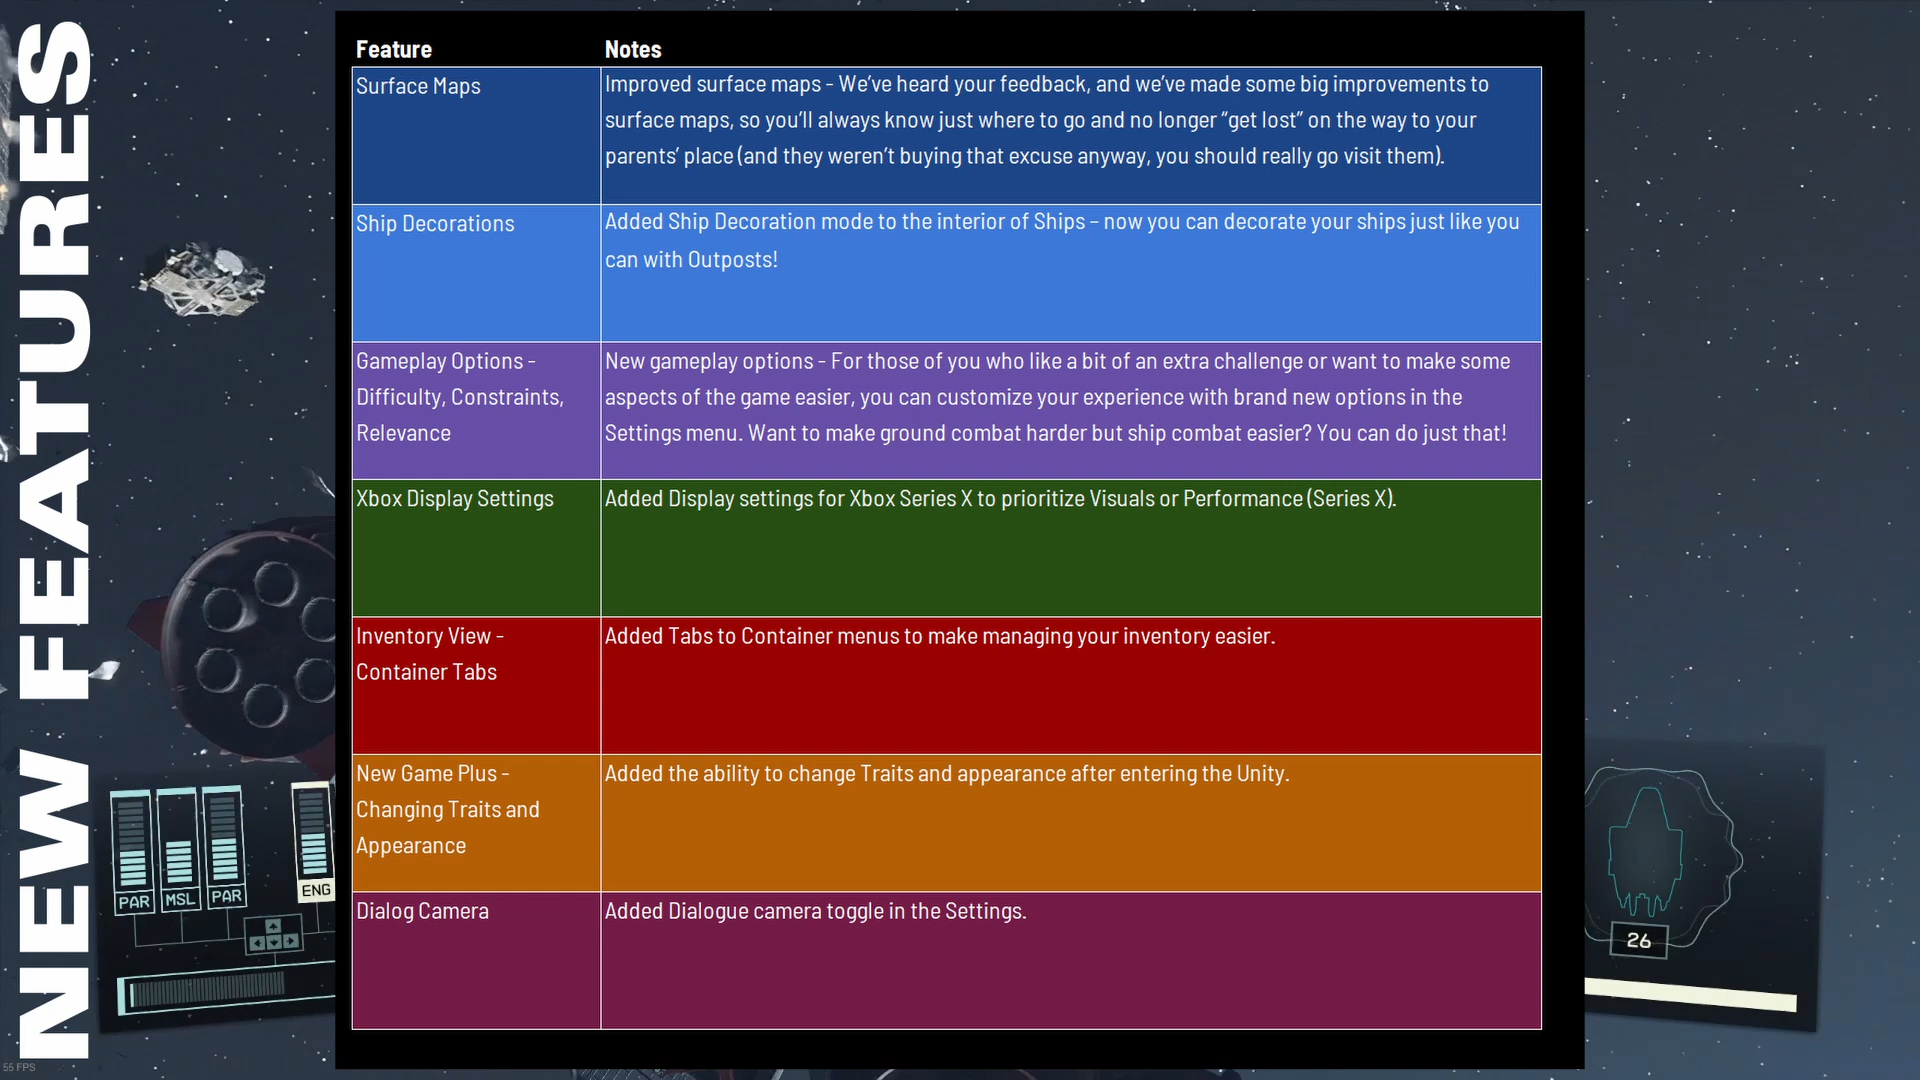 NEW FEATURES
Feature Notes
Surface Maps
Improved surface maps - We’ve heard your feedback, and we’ve made some big improvements to
surface maps, so you’ll always know just where to go and no longer “get lost” on the way to your
parents’ place (and they weren’t buying that excuse anyway, you should really go visit them).
Ship Decorations
Added Ship Decoration mode to the interior of Ships – now you can decorate your ships just like you
can with Outposts!
Gameplay Options -
Difficulty, Constraints,
Relevance
New gameplay options - For those of you who like a bit of an extra challenge or want to make some
aspects of the game easier, you can customize your experience with brand new options in the
Settings menu. Want to make ground combat harder but ship combat easier? You can do just that!
Xbox Display Settings
Added Display settings for Xbox Series X to prioritize Visuals or Performance (Series X).
Inventory View -
Container Tabs
Added Tabs to Container menus to make managing your inventory easier.
New Game Plus -
Changing Traits and
Appearance
Added the ability to change Traits and appearance after entering the Unity.
Dialog Camera
Added Dialogue camera toggle in the Settings.
PAR MSL PAR ENG
26
55 FPS